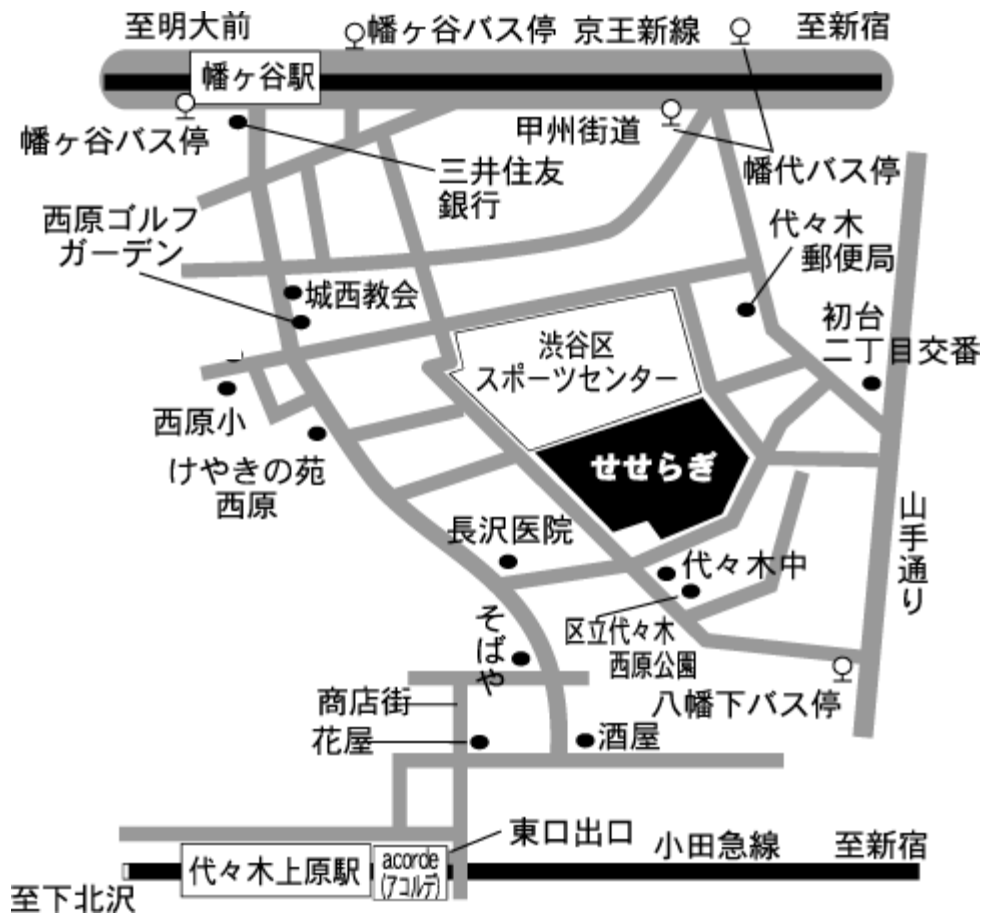 至明大前
幡ヶ谷バス停
京王新線
至新宿
幡ヶ谷駅
幡ヶ谷バス停
甲州街道
三井住友
銀行
幡代バス停
西原ゴルフ
ガーデン
代々木
郵便局
城西教会
初台
二丁目交番
渋谷区
スポーツセンター
西原小
けやきの苑
西原
せせらぎ
長沢医院
山手通り
代々木中
区立代々木
西原公園
そばや
八幡下バス停
商店街
花屋
酒屋
東口出口
小田急線
至新宿
代々木上原駅
acorde
(アコルデ)
至下北沢